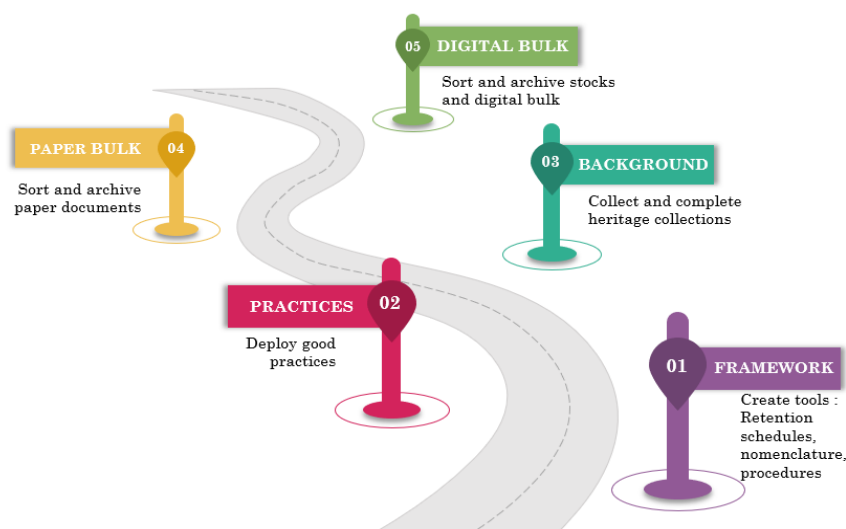 05 DIGITAL BULK
Sort and archive stocks
and digital bulk
PAPER BULK 04
Sort and archive
paper documents
03 BACKGROUND
Collect and complete
heritage collections
PRACTICES 02
Deploy good
practices
01 FRAMEWORK
Create tools :
Retention
schedules,
nomenclature,
procedures